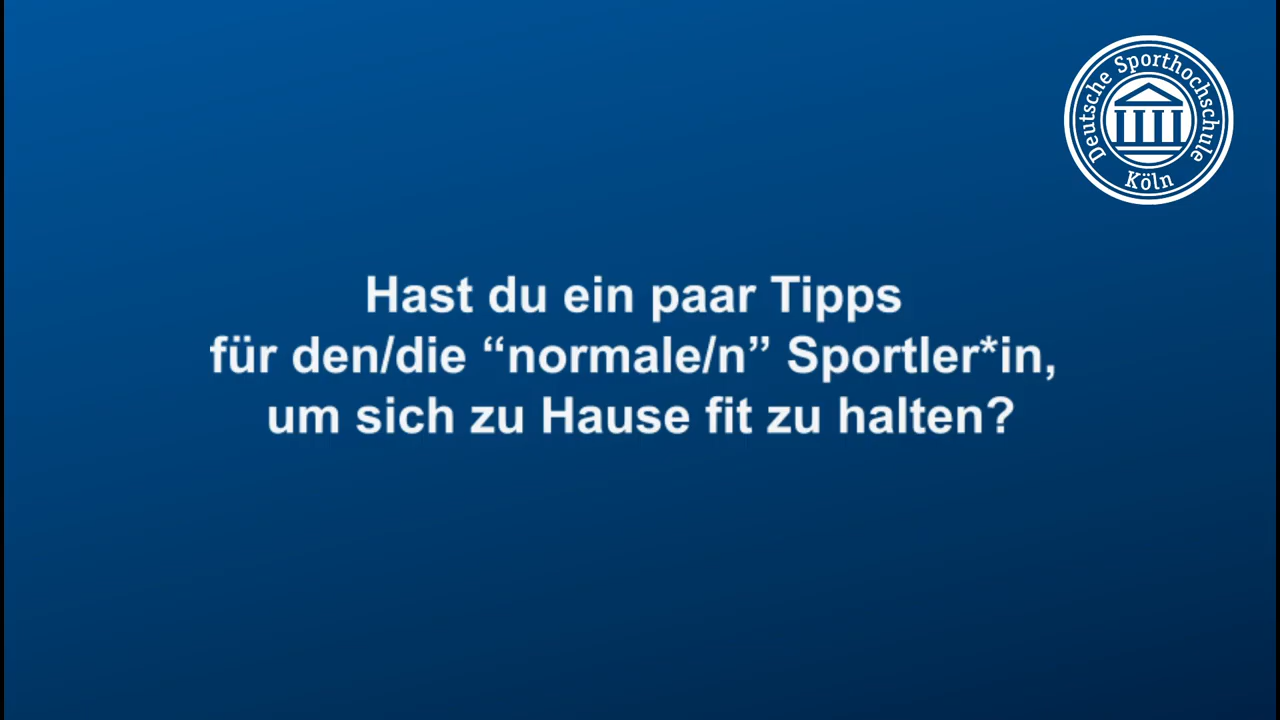 Deutsche Sporthochschule
Köln
Hast du ein paar Tipps
für den/die “normale/n” Sportler*in,
um sich zu Hause fit zu halten?